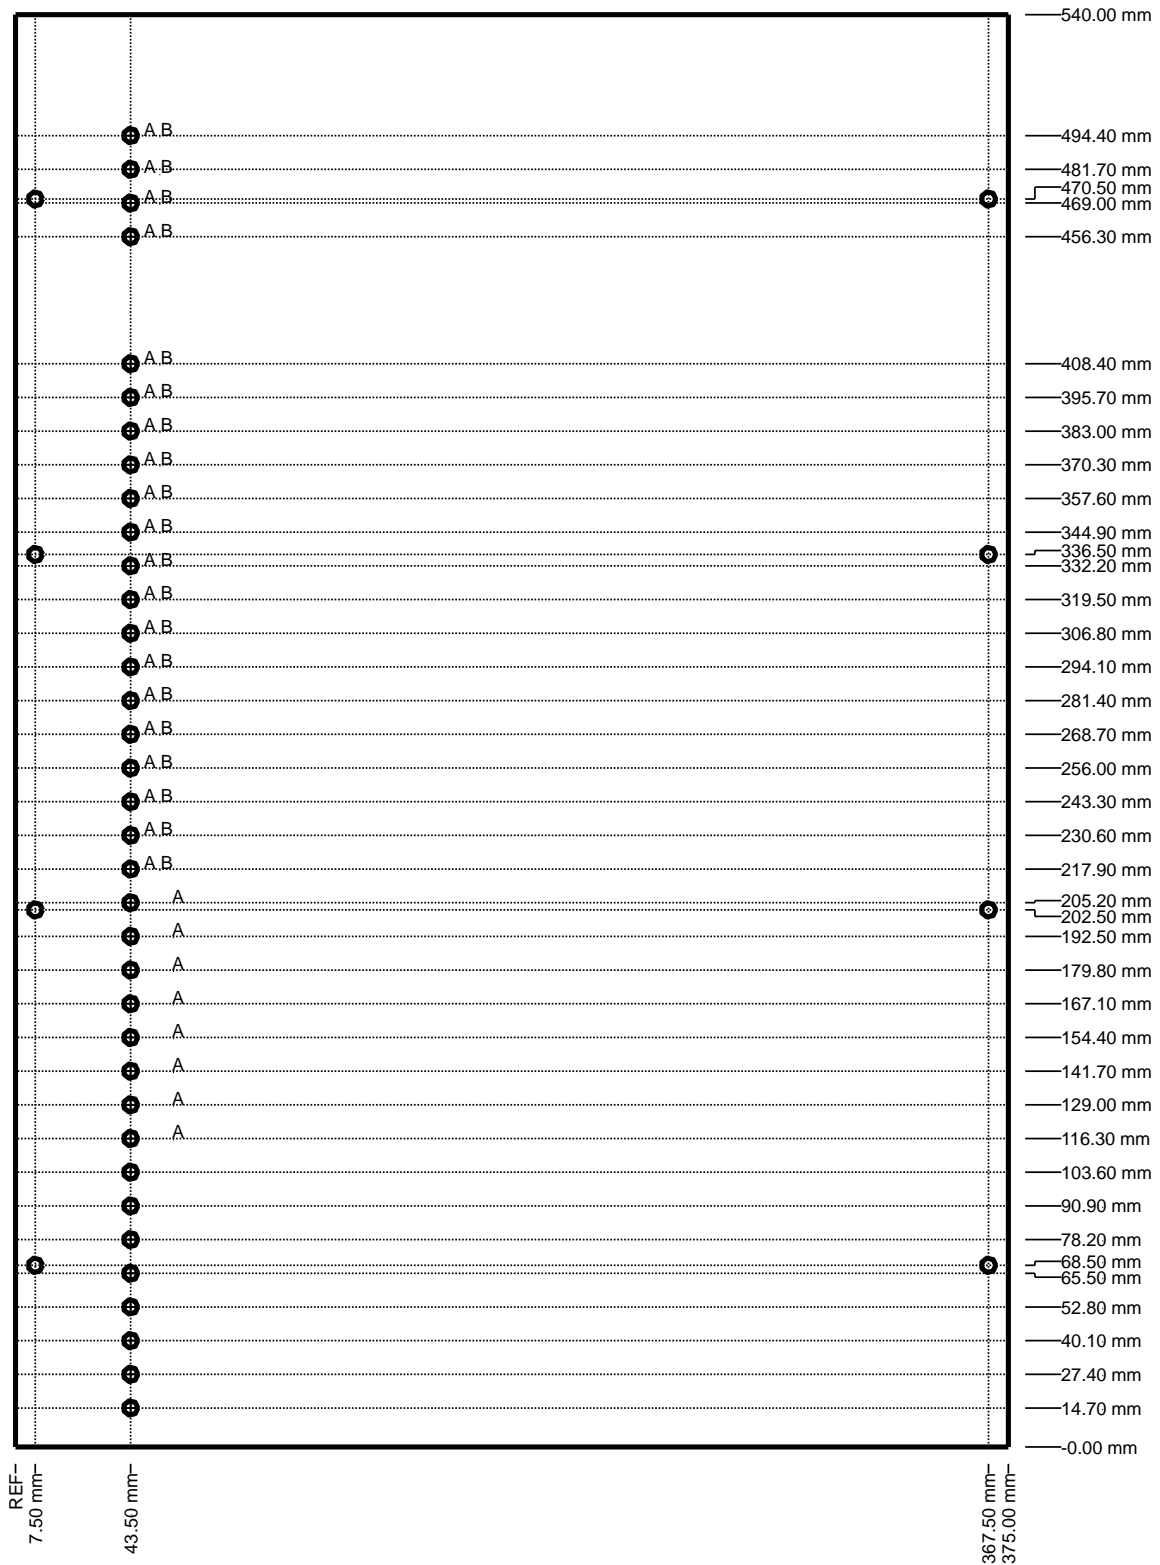 540.00 mm
A B
494.40 mm
A B
481.70 mm
470.50 mm
A B
469.00 mm
A B
456.30 mm
A B
408.40 mm
A B
395.70 mm
A B
383.00 mm
A B
370.30 mm
A B
357.60 mm
A B
344.90 mm
336.50 mm
A B
332.20 mm
A B
319.50 mm
A B
306.80 mm
A B
294.10 mm
A B
281.40 mm
A B
268.70 mm
A B
256.00 mm
A B
243.30 mm
A B
230.60 mm
A B
217.90 mm
A
205.20 mm
202.50 mm
A
192.50 mm
A
179.80 mm
A
167.10 mm
A
154.40 mm
A
141.70 mm
A
129.00 mm
A
116.30 mm
103.60 mm
90.90 mm
78.20 mm
68.50 mm
65.50 mm
52.80 mm
40.10 mm
27.40 mm
14.70 mm
-0.00 mm
REF
7.50 mm
43.50 mm
367.50 mm
375.00 mm